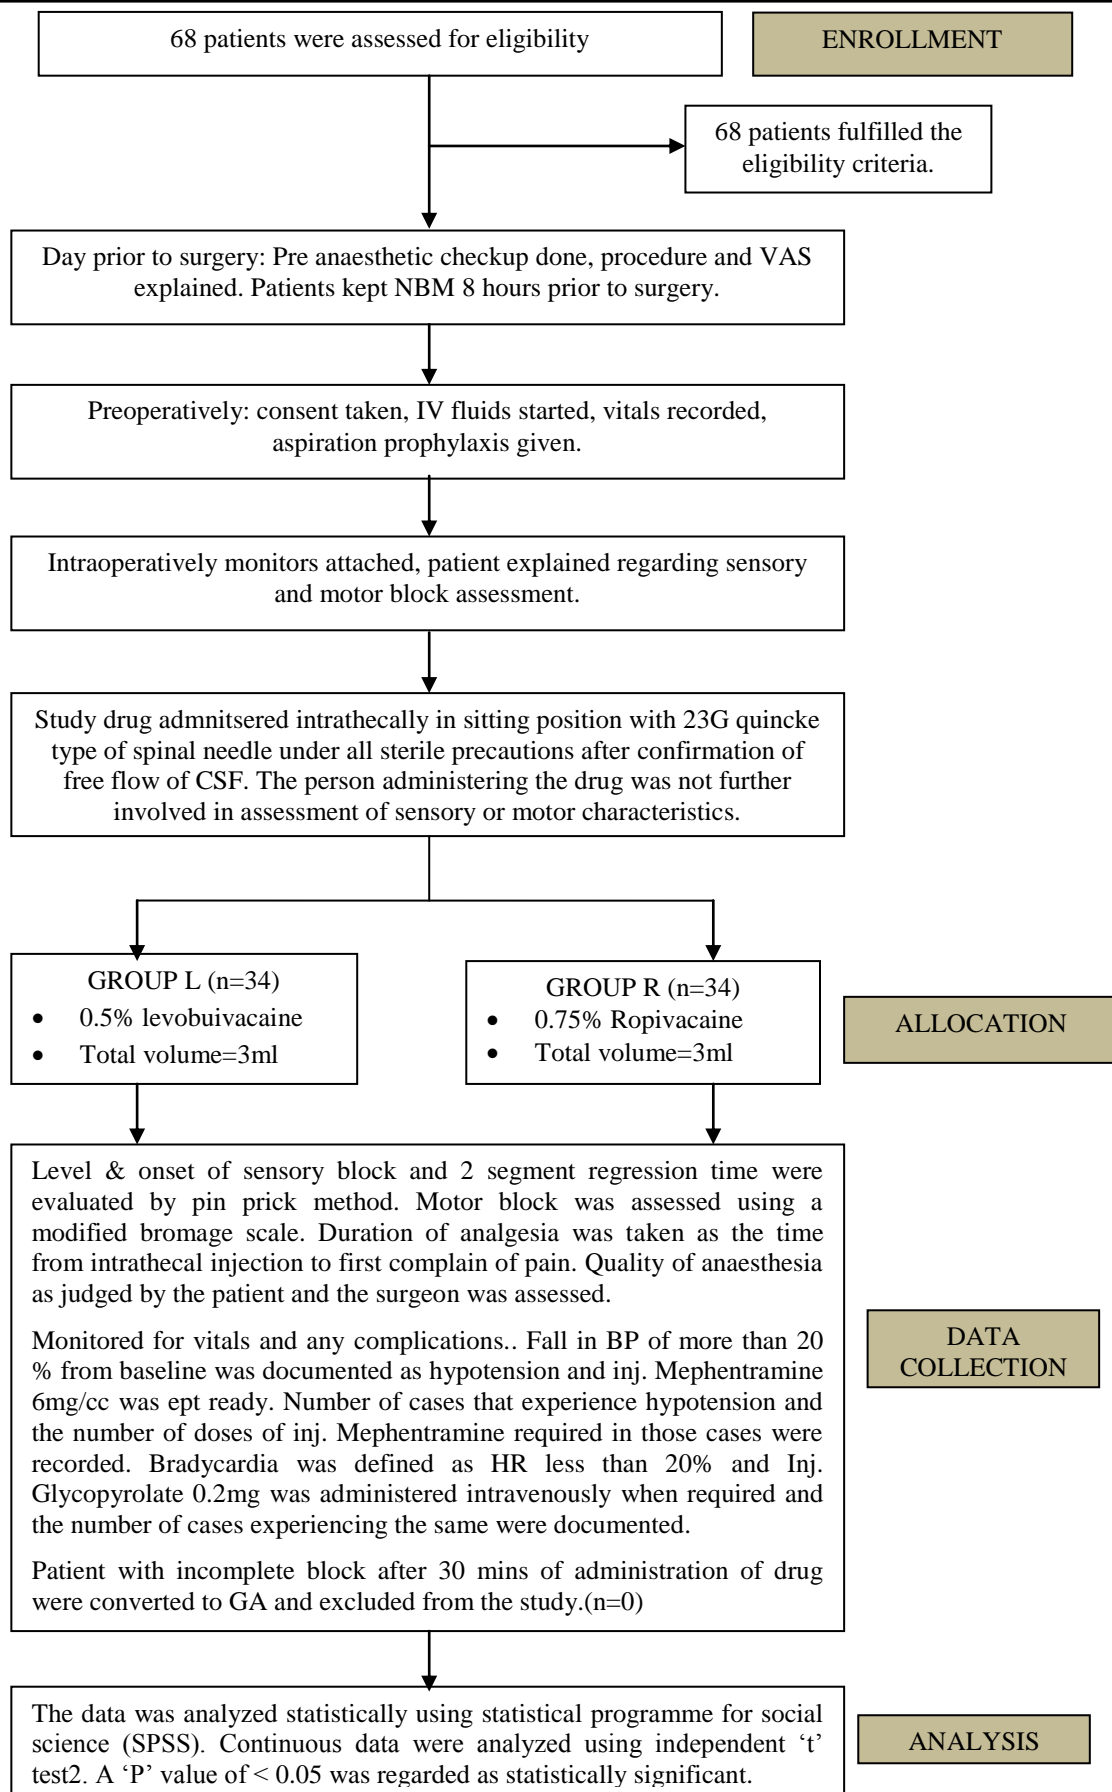 68 patients were assessed for eligibility
ENROLLMENT
68 patients fulfilled the
eligibility criteria.
Day prior to surgery: Pre anaesthetic checkup done, procedure and VAS
explained. Patients kept NBM 8 hours prior to surgery.
Preoperatively: consent taken, IV fluids started, vitals recorded,
aspiration prophylaxis given.
Intraoperatively monitors attached, patient explained regarding sensory
and motor block assessment.
Study drug admnitsered intrathecally in sitting position with 23G quincke
type of spinal needle under all sterile precautions after confirmation of
free flow of CSF. The person administering the drug was not further
involved in assessment of sensory or motor characteristics.
GROUP L (n=34)
• 0.5% levobuivacaine
• Total volume=3ml
GROUP R (n=34)
• 0.75% Ropivacaine
• Total volume=3ml
ALLOCATION
Level & onset of sensory block and 2 segment regression time were
evaluated by pin prick method. Motor block was assessed using a
modified bromage scale. Duration of analgesia was taken as the time
from intrathecal injection to first complain of pain. Quality of anaesthesia
as judged by the patient and the surgeon was assessed.
Monitored for vitals and any complications.. Fall in BP of more than 20
% from baseline was documented as hypotension and inj. Mephentramine
6mg/cc was ept ready. Number of cases that experience hypotension and
the number of doses of inj. Mephentramine required in those cases were
recorded. Bradycardia was defined as HR less than 20% and Inj.
Glycopyrolate 0.2mg was administered intravenously when required and
the number of cases experiencing the same were documented.
Patient with incomplete block after 30 mins of administration of drug
were converted to GA and excluded from the study.(n=0)
DATA
COLLECTION
The data was analyzed statistically using statistical programme for social
science (SPSS). Continuous data were analyzed using independent ‘t’
test2. A ‘P’ value of < 0.05 was regarded as statistically significant.
ANALYSIS